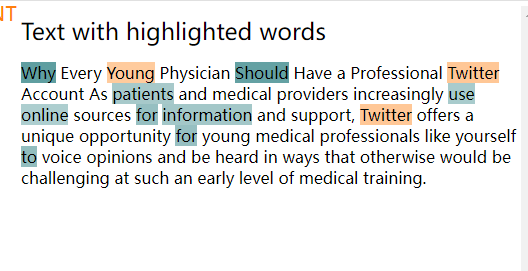 NT
Text with highlighted words
Why Every Young Physician Should Have a Professional Twitter
Account As patients and medical providers increasingly use
online sources for information and support, Twitter offers a
unique opportunity for young medical professionals like yourself
to voice opinions and be heard in ways that otherwise would be
challenging at such an early level of medical training.